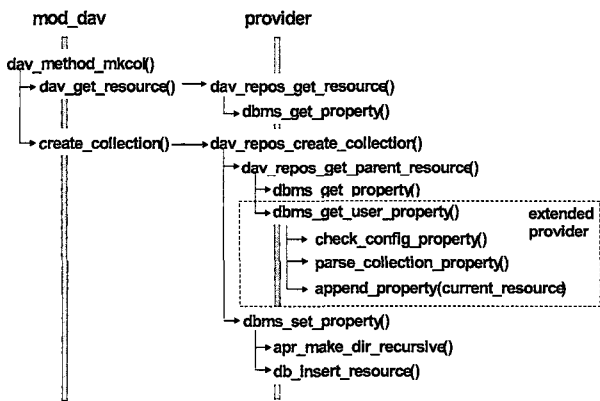 mod_dav provider
dav_method_mkcol()
dav_get_resource() dav_repos_get_resource()
dbms_get_property()
create_collection() dav_repos_create_collection()
dav_repos_get_parent_resource()
dbms_get_property()
dbms_get_user_property() extended
provider
check_config_property()
parse_collection_property()
append_property(current_resource)
dbms_set_property()
apr_make_dir_recursive()
db_insert_resource()